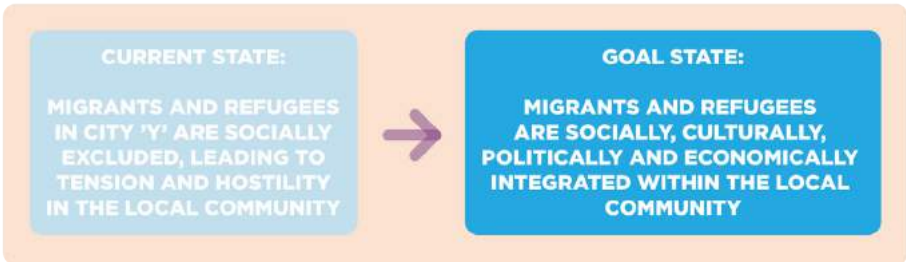 CURRENT STATE:
MIGRANTS AND REFUGEES
IN CITY 'Y' ARE SOCIALLY
EXCLUDED, LEADING TO
TENSION AND HOSTILITY
IN THE LOCAL COMMUNITY
GOAL STATE:
MIGRANTS AND REFUGEES
ARE SOCIALLY, CULTURALLY,
POLITICALLY AND ECONOMICALLY
INTEGRATED WITHIN THE LOCAL
COMMUNITY